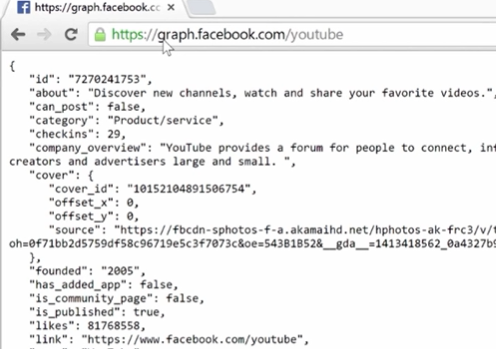 https://graph.facebook.cc
https://graph.facebook.com/youtube
{
"id": "7270241753",
"about": "Discover new channels, watch and share your favorite videos.",
"can_post": false,
"category": "Product/service",
"checkins": 29,
"company_overview": "YouTube provides a forum for people to connect,
creators and advertisers large and small. ",
"cover": {
"cover_id": "10152104891506754",
"offset_x": 0,
"offset_y": 0,
"source": "https://fbcdn-sphotos-f-a.akamaihd.net/hphotos-ak-frc3/v/
oh=0f71bb2d5759df58c96719e5c3f7073c&oe=543B1B52&__gda__=1413418562_0a4327b
},
"founded": "2005",
"has_added_app": false,
"is_community_page": false,
"is_published": true,
"likes": 81768558,
"link": "https://www.facebook.com/youtube",